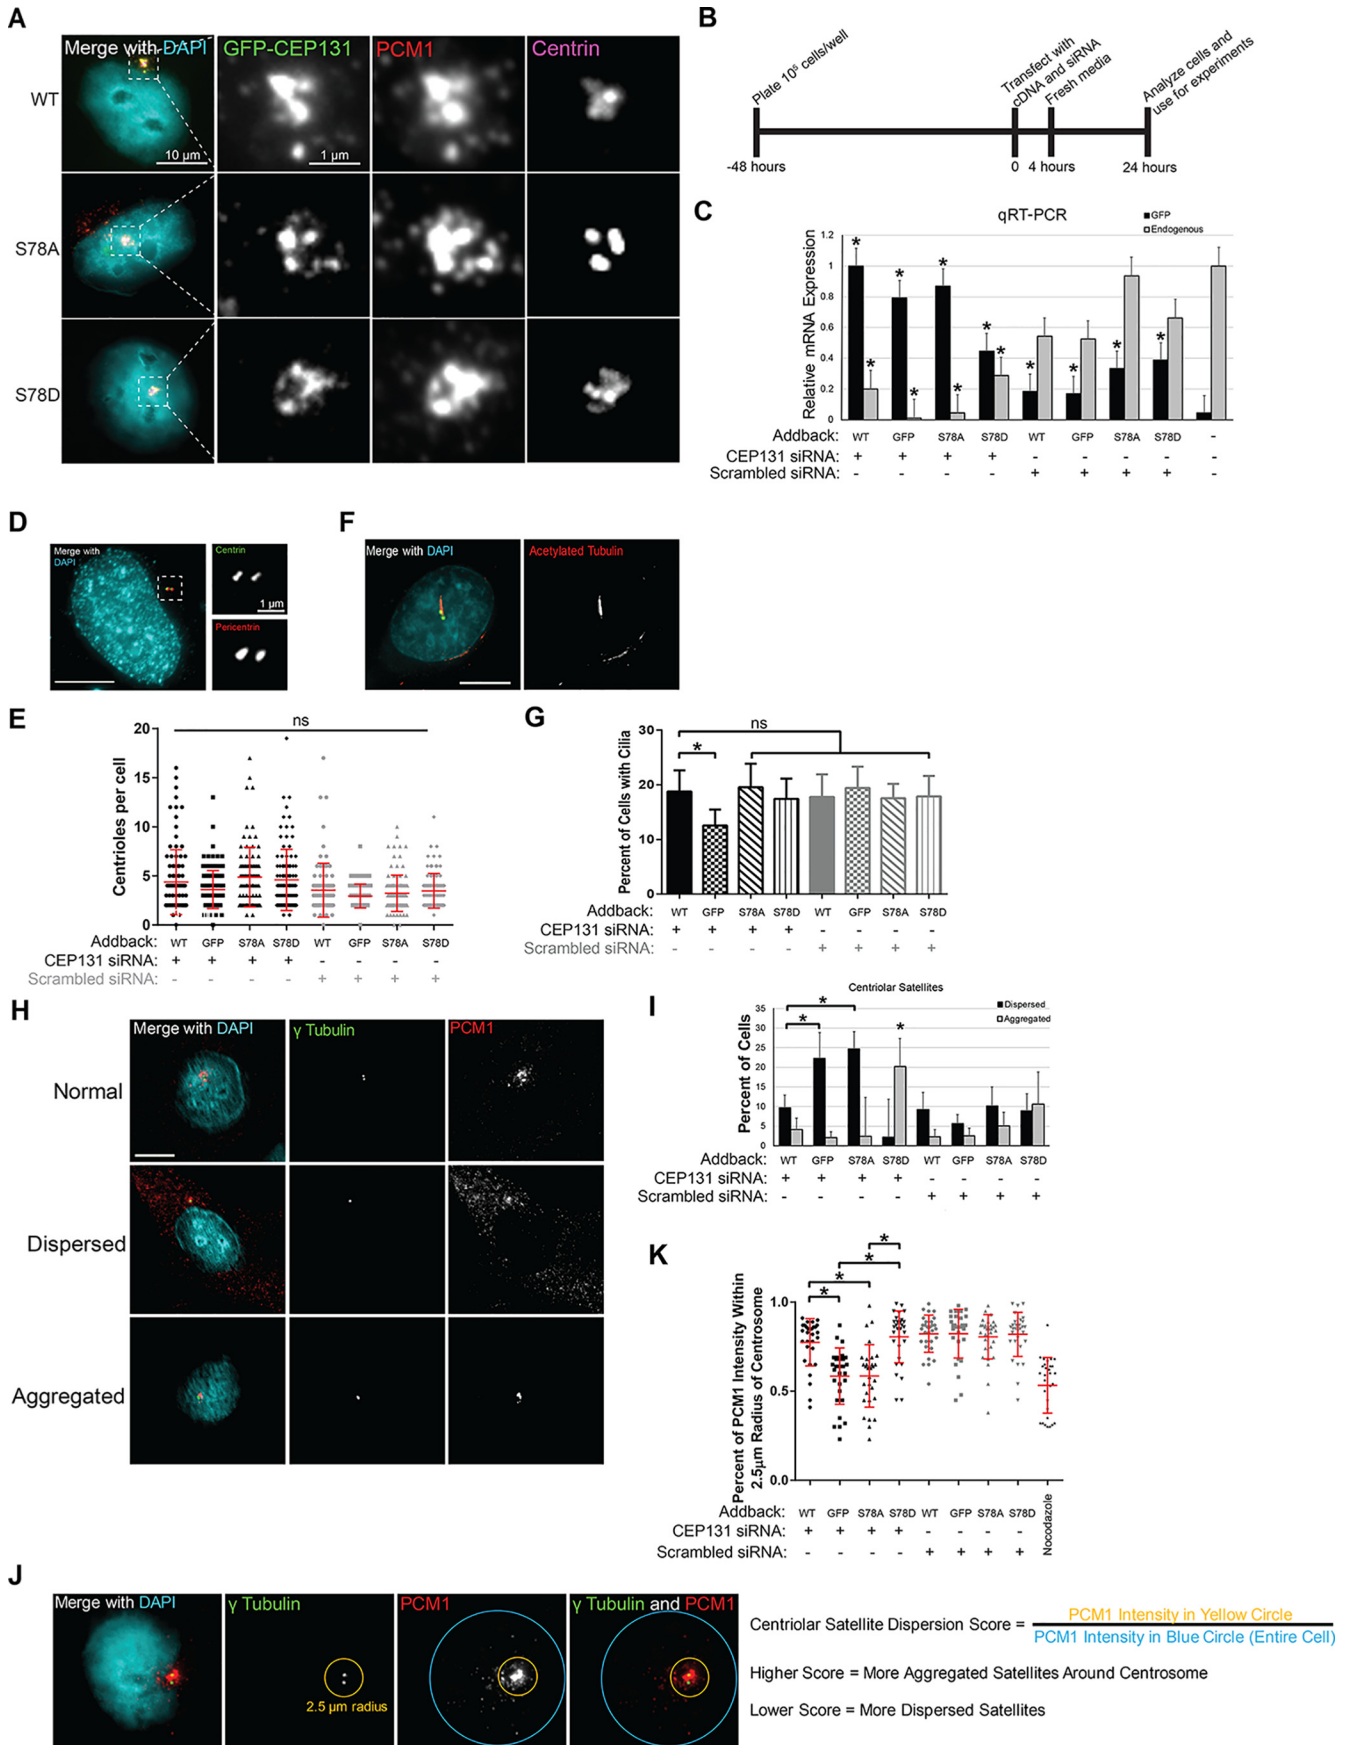 A
Merge with DAPI
GFP-CEP131
PCM1
Centrin
WT
10 µm
1 µm
S78A
S78D
B
Plate 10⁵ cells/well
Transfect with
cDNA and siRNA
Fresh media
Analyze cells and
use for experiments
-48 hours
0
4 hours
24 hours
C
qRT-PCR
GFP
Endogenous
Relative mRNA Expression
1.2
1
0.8
0.6
0.4
0.2
0
* * * * * * * * * * * *
Addback: WT GFP S78A S78D WT GFP S78A S78D -
CEP131 siRNA: + + + + - - - - -
Scrambled siRNA: - - - - + + + + -
D
Merge with
DAPI
Centrin
1 µm
Pericentrin
F
Merge with DAPI
Acetylated Tubulin
E
ns
Centrioles per cell
20
15
10
5
0
Addback: WT GFP S78A S78D WT GFP S78A S78D
CEP131 siRNA: + + + + - - - -
Scrambled siRNA: - - - - + + + +
G
ns
*
Percent of Cells with Cilia
30
20
10
0
Addback: WT GFP S78A S78D WT GFP S78A S78D
CEP131 siRNA: + + + + - - - -
Scrambled siRNA: - - - - + + + +
H
Merge with DAPI
γ Tubulin
PCM1
Normal
Dispersed
Aggregated
I
Centriolar Satellites
Dispersed
Aggregated
Percent of Cells
35
30
25
20
15
10
5
0
* * *
Addback: WT GFP S78A S78D WT GFP S78A S78D
CEP131 siRNA: + + + + - - - -
Scrambled siRNA: - - - - + + + +
K
* * * *
Percent of PCM1 Intensity Within
2.5µm Radius of Centrosome
1.0
0.5
0.0
Addback: WT GFP S78A S78D WT GFP S78A S78D Nocodazole
CEP131 siRNA: + + + + - - - -
Scrambled siRNA: - - - - + + + +
J
Merge with DAPI
γ Tubulin
2.5 µm radius
PCM1
γ Tubulin and PCM1
Centriolar Satellite Dispersion Score = PCM1 Intensity in Yellow Circle
PCM1 Intensity in Blue Circle (Entire Cell)
Higher Score = More Aggregated Satellites Around Centrosome
Lower Score = More Dispersed Satellites